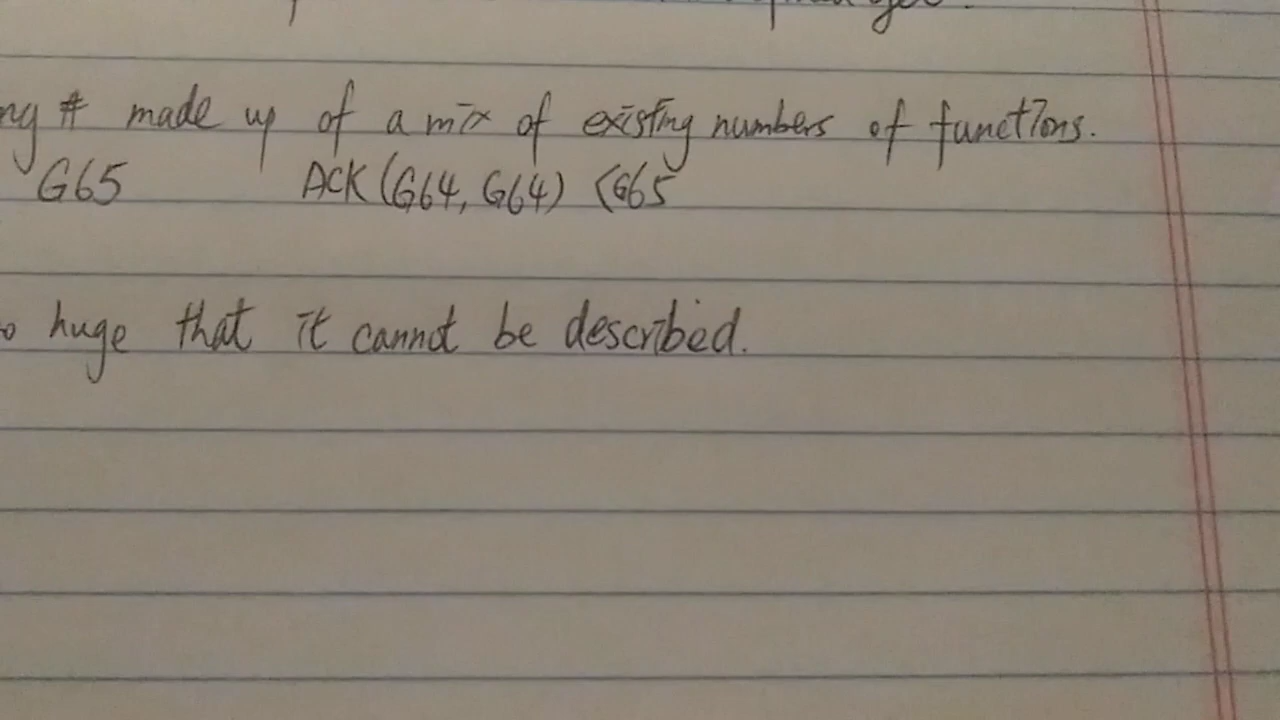 ng # made up of a mix of existing numbers of functions.
G65 ACK (G64, G64) < G65
huge that it cannot be described.